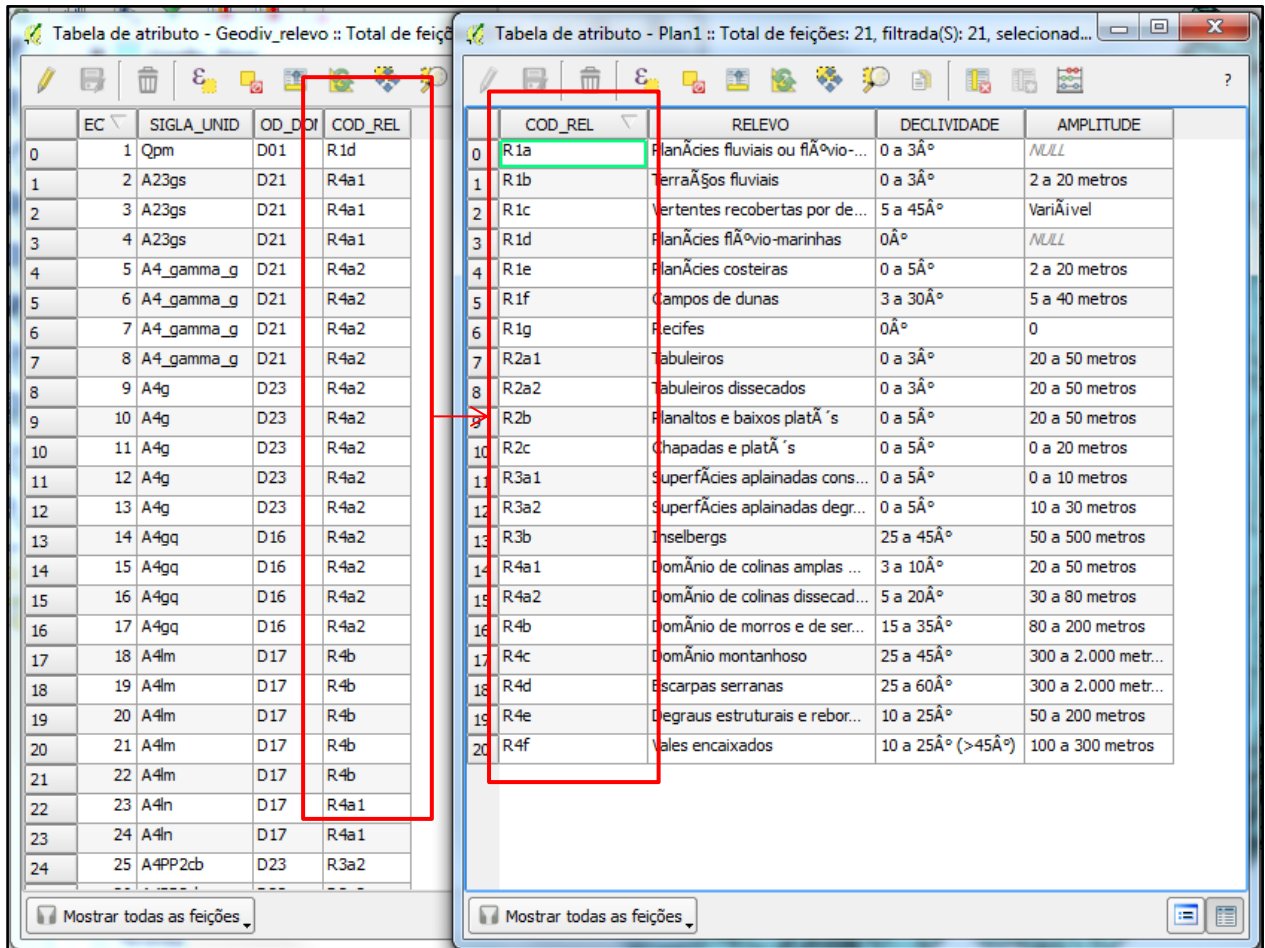 Tabela de atributo - Geodiv_relevo :: Total de feiçõ
EC SIGLA_UNID OD_DOM COD_REL
0 1 Qpm D01 R1d
1 2 A23gs D21 R4a1
2 3 A23gs D21 R4a1
3 4 A23gs D21 R4a1
4 5 A4_gamma_g D21 R4a2
5 6 A4_gamma_g D21 R4a2
6 7 A4_gamma_g D21 R4a2
7 8 A4_gamma_g D21 R4a2
8 9 A4g D23 R4a2
9 10 A4g D23 R4a2
10 11 A4g D23 R4a2
11 12 A4g D23 R4a2
12 13 A4g D23 R4a2
13 14 A4gq D16 R4a2
14 15 A4gq D16 R4a2
15 16 A4gq D16 R4a2
16 17 A4gq D16 R4a2
17 18 A4lm D17 R4b
18 19 A4lm D17 R4b
19 20 A4lm D17 R4b
20 21 A4lm D17 R4b
21 22 A4lm D17 R4b
22 23 A4ln D17 R4a1
23 24 A4ln D17 R4a1
24 25 A4PP2cb D23 R3a2
Mostrar todas as feições
Tabela de atributo - Plan1 :: Total de feições: 21, filtrada(S): 21, selecionad...
?
COD_REL RELEVO DECLIVIDADE AMPLITUDE
0 R1a PlanÃcies fluviais ou flÃºvio-... 0 a 3Âº NULL
1 R1b TerraÃ§os fluviais 0 a 3Âº 2 a 20 metros
2 R1c Vertentes recobertas por de... 5 a 45Âº VariÃ¡vel
3 R1d PlanÃcies flÃºvio-marinhas 0Âº NULL
4 R1e PlanÃcies costeiras 0 a 5Âº 2 a 20 metros
5 R1f Campos de dunas 3 a 30Âº 5 a 40 metros
6 R1g Recifes 0Âº 0
7 R2a1 Tabuleiros 0 a 3Âº 20 a 50 metros
8 R2a2 Tabuleiros dissecados 0 a 3Âº 20 a 50 metros
9 R2b Planaltos e baixos platÃ´s 0 a 5Âº 20 a 50 metros
10 R2c Chapadas e platÃ´s 0 a 5Âº 0 a 20 metros
11 R3a1 SuperfÃcies aplainadas cons... 0 a 5Âº 0 a 10 metros
12 R3a2 SuperfÃcies aplainadas degr... 0 a 5Âº 10 a 30 metros
13 R3b Inselbergs 25 a 45Âº 50 a 500 metros
14 R4a1 DomÃnio de colinas amplas ... 3 a 10Âº 20 a 50 metros
15 R4a2 DomÃnio de colinas dissecad... 5 a 20Âº 30 a 80 metros
16 R4b DomÃnio de morros e de ser... 15 a 35Âº 80 a 200 metros
17 R4c DomÃnio montanhoso 25 a 45Âº 300 a 2.000 metr...
18 R4d Escarpas serranas 25 a 60Âº 300 a 2.000 metr...
19 R4e Degraus estruturais e rebor... 10 a 25Âº 50 a 200 metros
20 R4f Vales encaixados 10 a 25Âº (>45Âº) 100 a 300 metros
Mostrar todas as feições